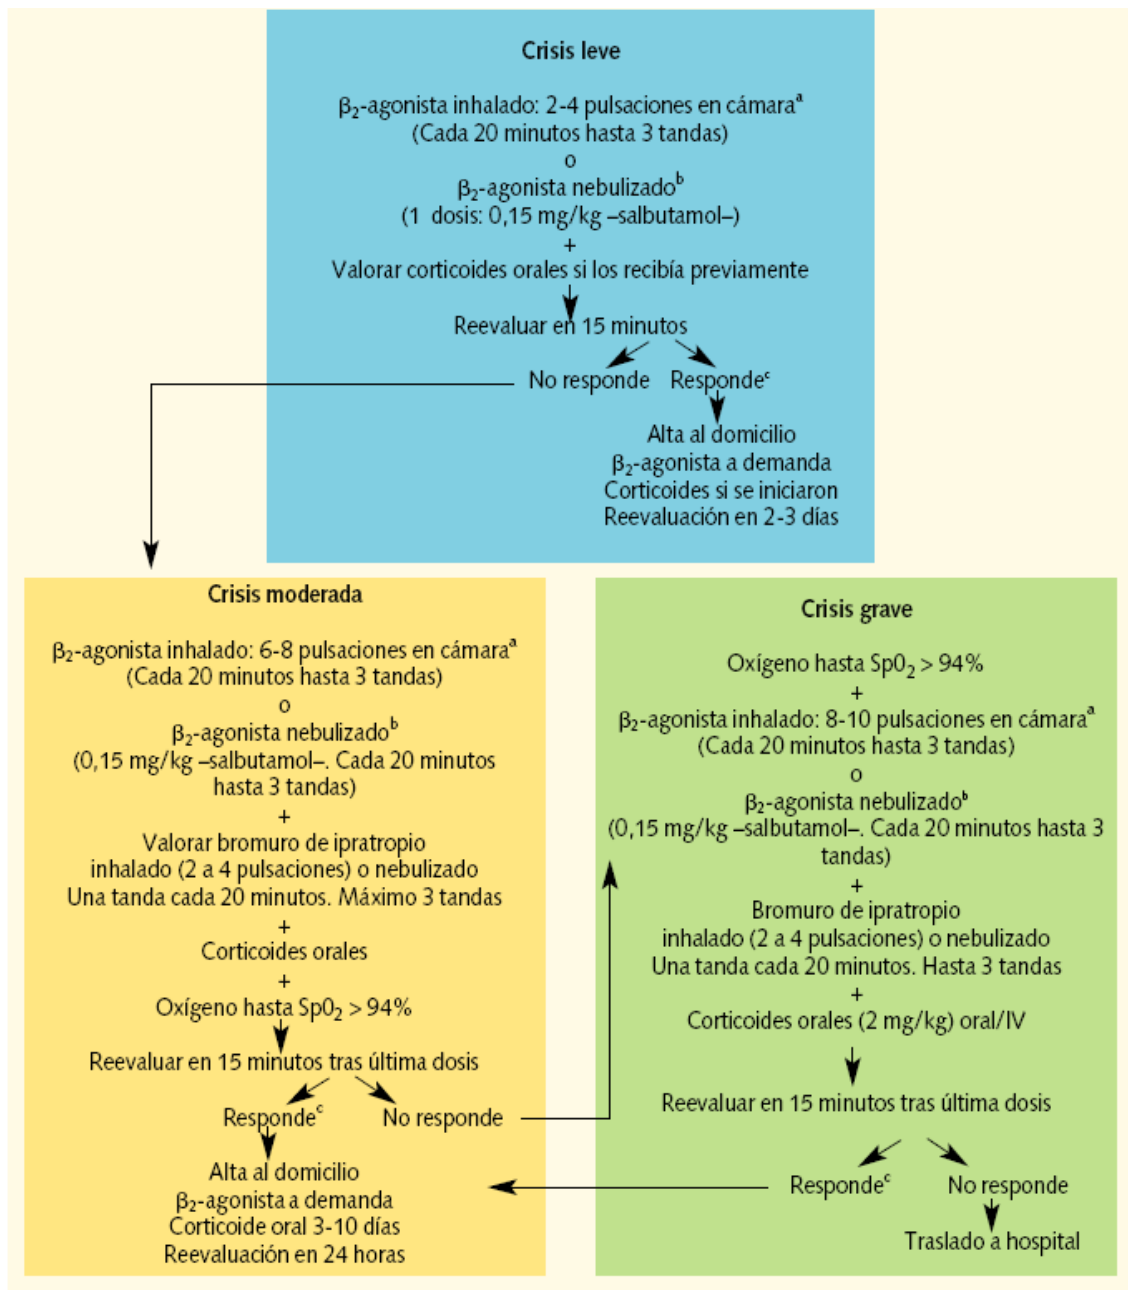 Crisis leve
β₂-agonista inhalado: 2-4 pulsaciones en cámaraᵃ
(Cada 20 minutos hasta 3 tandas)
o
β₂-agonista nebulizadoᵇ
(1 dosis: 0,15 mg/kg –salbutamol–)
+
Valorar corticoides orales si los recibía previamente
Reevaluar en 15 minutos
No responde Respondeᶜ
Alta al domicilio
β₂-agonista a demanda
Corticoides si se iniciaron
Reevaluación en 2-3 días
Crisis moderada
β₂-agonista inhalado: 6-8 pulsaciones en cámaraᵃ
(Cada 20 minutos hasta 3 tandas)
o
β₂-agonista nebulizadoᵇ
(0,15 mg/kg –salbutamol–. Cada 20 minutos
hasta 3 tandas)
+
Valorar bromuro de ipratropio
inhalado (2 a 4 pulsaciones) o nebulizado
Una tanda cada 20 minutos. Máximo 3 tandas
+
Corticoides orales
+
Oxígeno hasta Sp0₂ > 94%
Reevaluar en 15 minutos tras última dosis
Respondeᶜ No responde
Alta al domicilio
β₂-agonista a demanda
Corticoide oral 3-10 días
Reevaluación en 24 horas
Crisis grave
Oxígeno hasta Sp0₂ > 94%
+
β₂-agonista inhalado: 8-10 pulsaciones en cámaraᵃ
(Cada 20 minutos hasta 3 tandas)
o
β₂-agonista nebulizadoᵇ
(0,15 mg/kg –salbutamol–. Cada 20 minutos hasta 3
tandas)
+
Bromuro de ipratropio
inhalado (2 a 4 pulsaciones) o nebulizado
Una tanda cada 20 minutos. Hasta 3 tandas
+
Corticoides orales (2 mg/kg) oral/IV
Reevaluar en 15 minutos tras última dosis
Respondeᶜ No responde
Traslado a hospital